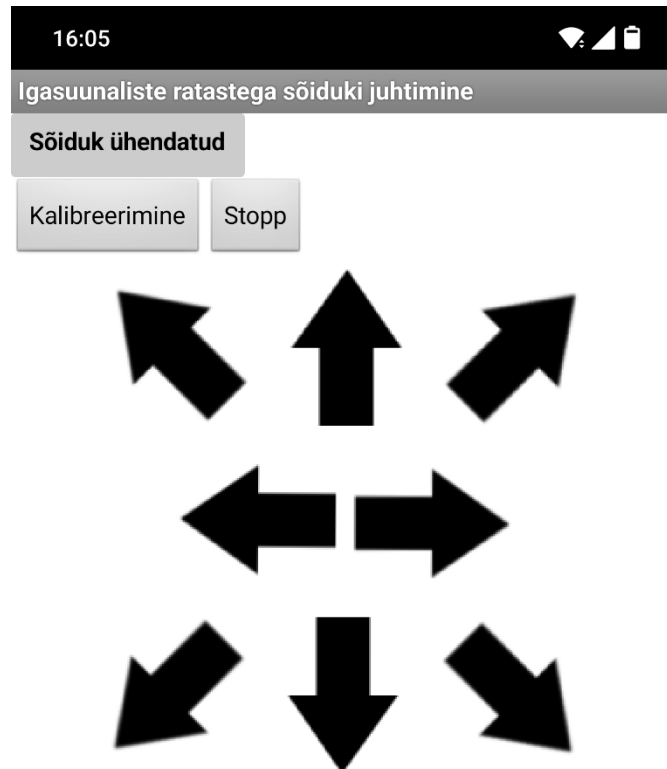 16:05
Igasuunaliste ratastega sõiduki juhtimine
Sõiduk ühendatud
Kalibreerimine Stopp